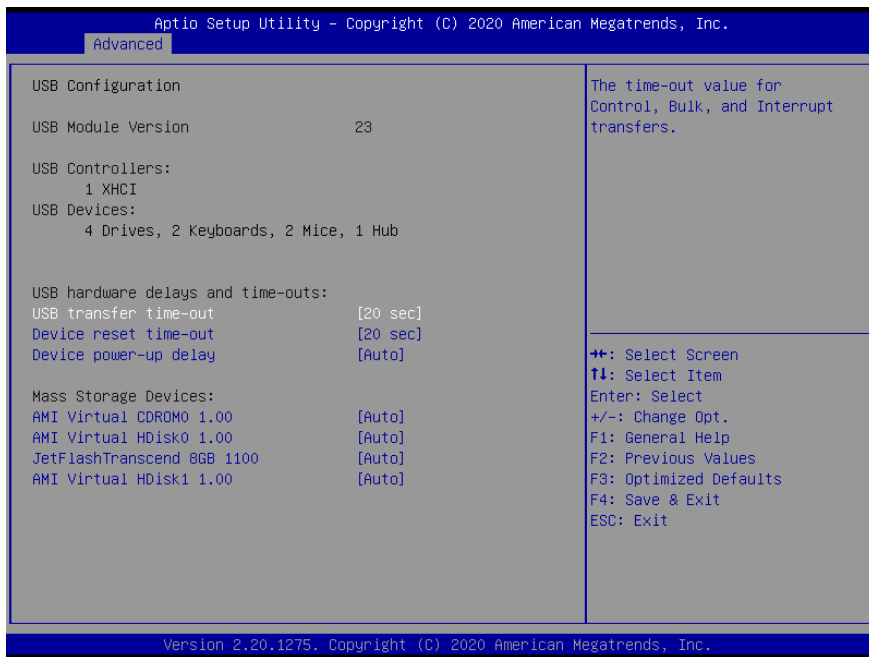 Aptio Setup Utility – Copyright (C) 2020 American Megatrends, Inc.
Advanced
USB Configuration
USB Module Version 23
USB Controllers:
1 XHCI
USB Devices:
4 Drives, 2 Keyboards, 2 Mice, 1 Hub
USB hardware delays and time-outs:
USB transfer time-out [20 sec]
Device reset time-out [20 sec]
Device power-up delay [Auto]
Mass Storage Devices:
AMI Virtual CDROM0 1.00 [Auto]
AMI Virtual HDisk0 1.00 [Auto]
JetFlashTranscend 8GB 1100 [Auto]
AMI Virtual HDisk1 1.00 [Auto]
The time-out value for
Control, Bulk, and Interrupt
transfers.
→←: Select Screen
↑↓: Select Item
Enter: Select
+/-: Change Opt.
F1: General Help
F2: Previous Values
F3: Optimized Defaults
F4: Save & Exit
ESC: Exit
Version 2.20.1275. Copyright (C) 2020 American Megatrends, Inc.